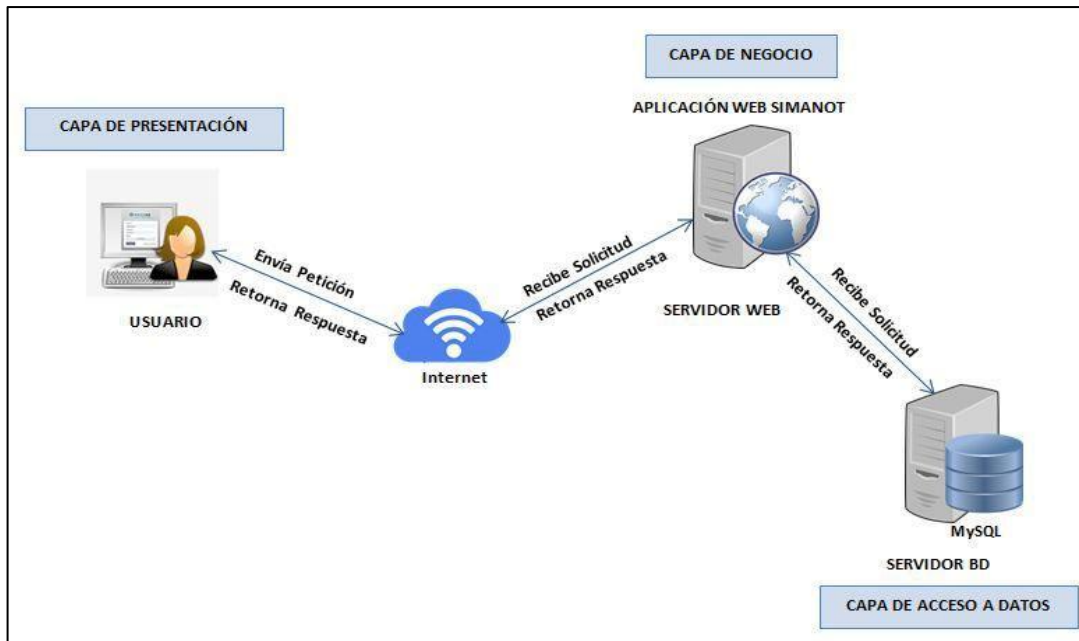 CAPA DE NEGOCIO
APLICACIÓN WEB SIMANOT
CAPA DE PRESENTACIÓN
USUARIO
Envía Petición
Retorna Respuesta
Internet
Recibe Solicitud
Retorna Respuesta
SERVIDOR WEB
Recibe Solicitud
Retorna Respuesta
MySQL
SERVIDOR BD
CAPA DE ACCESO A DATOS